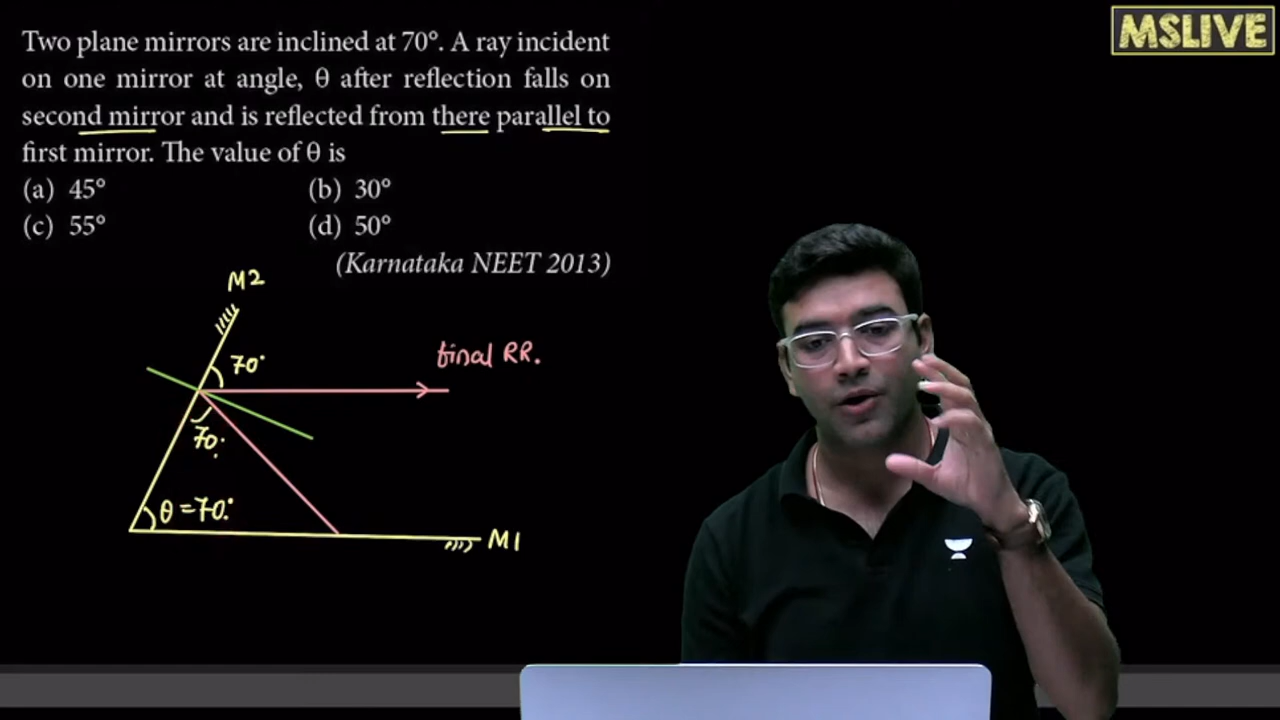 MSLIVE
Two plane mirrors are inclined at 70°. A ray incident
on one mirror at angle, θ after reflection falls on
second mirror and is reflected from there parallel to
first mirror. The value of θ is
(a) 45° (b) 30°
(c) 55° (d) 50°
(Karnataka NEET 2013)
M2
70°
final RR.
70°
θ = 70°
M1